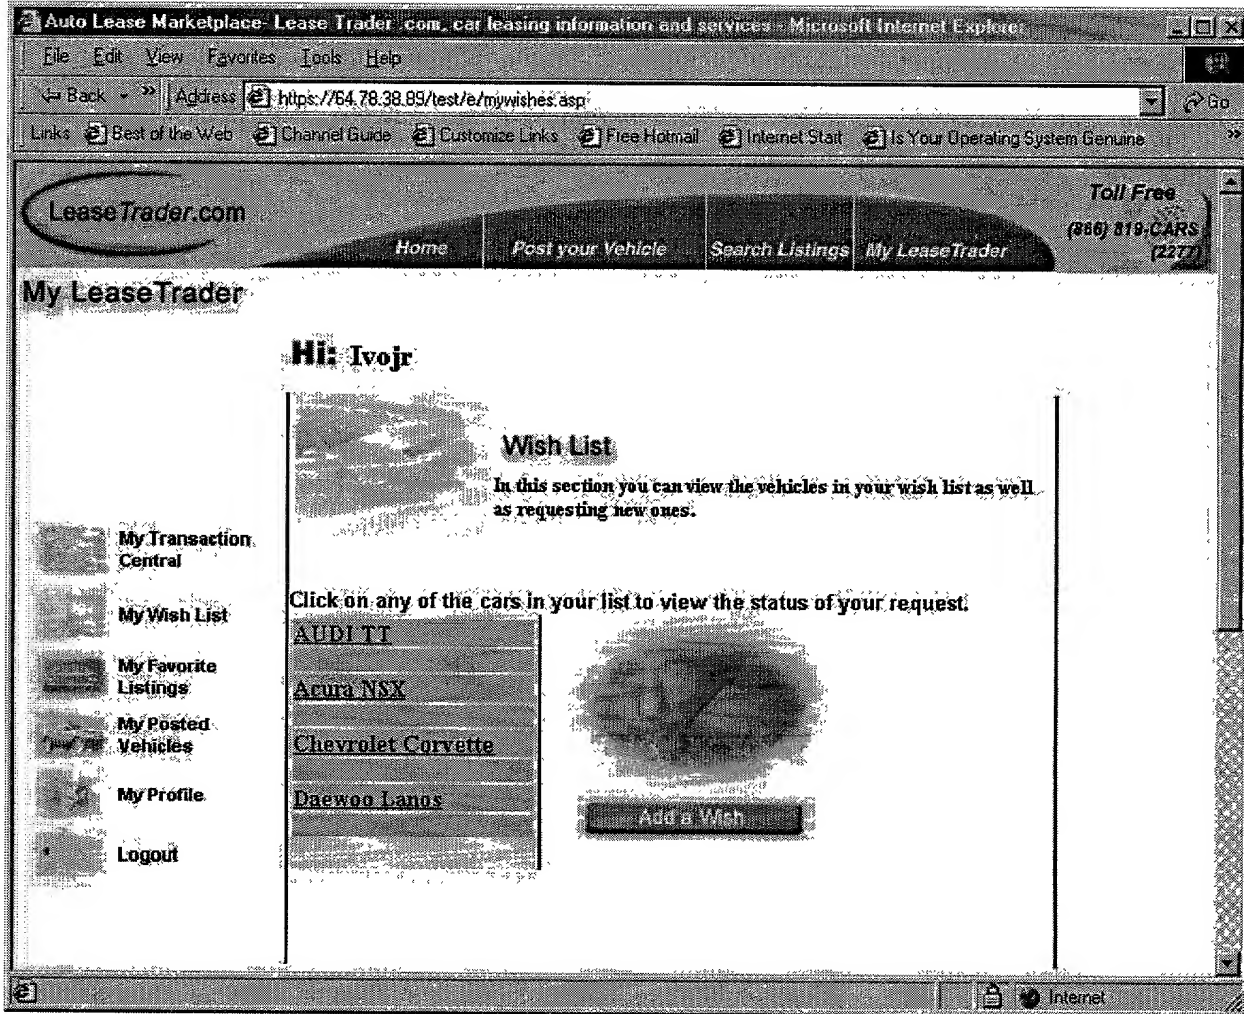 Auto Lease Marketplace- Lease Trader .com, car leasing information and services - Microsoft Internet Explorer
File Edit View Favorites Tools Help
Back » Address https://64.78.38.89/test/e/mywishes.asp Go
Links Best of the Web Channel Guide Customize Links Free Hotmail Internet Start Is Your Operating System Genuine »
LeaseTrader.com
Toll Free
(866) 819-CARS
(2277)
Home Post your Vehicle Search Listings My LeaseTrader
My LeaseTrader
Hi: Ivojr
Wish List
In this section you can view the vehicles in your wish list as well
as requesting new ones.
My Transaction
Central
My Wish List
My Favorite
Listings
My Posted
Vehicles
My Profile
Logout
Click on any of the cars in your list to view the status of your request.
AUDI TT
Acura NSX
Chevrolet Corvette
Daewoo Lanos
Add a Wish
Internet